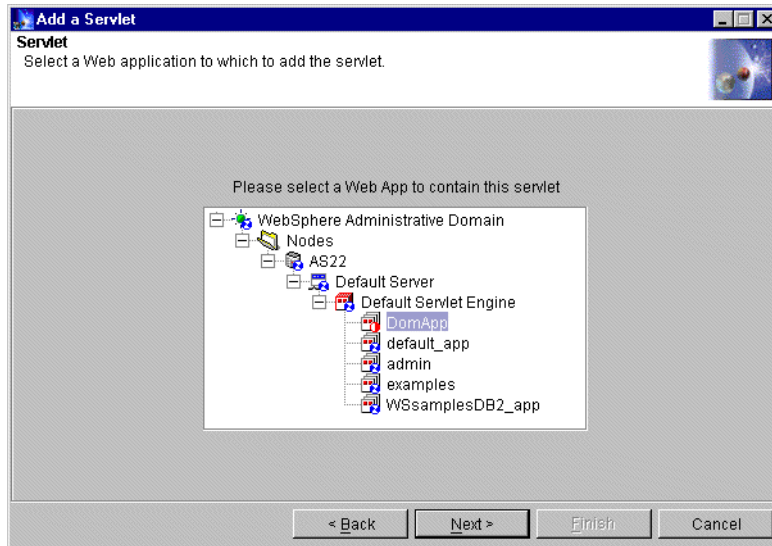 Add a Servlet
Servlet
Select a Web application to which to add the servlet.
Please select a Web App to contain this servlet
WebSphere Administrative Domain
Nodes
AS22
Default Server
Default Servlet Engine
DomApp
default_app
admin
examples
WSsamplesDB2_app
< Back Next > Finish Cancel